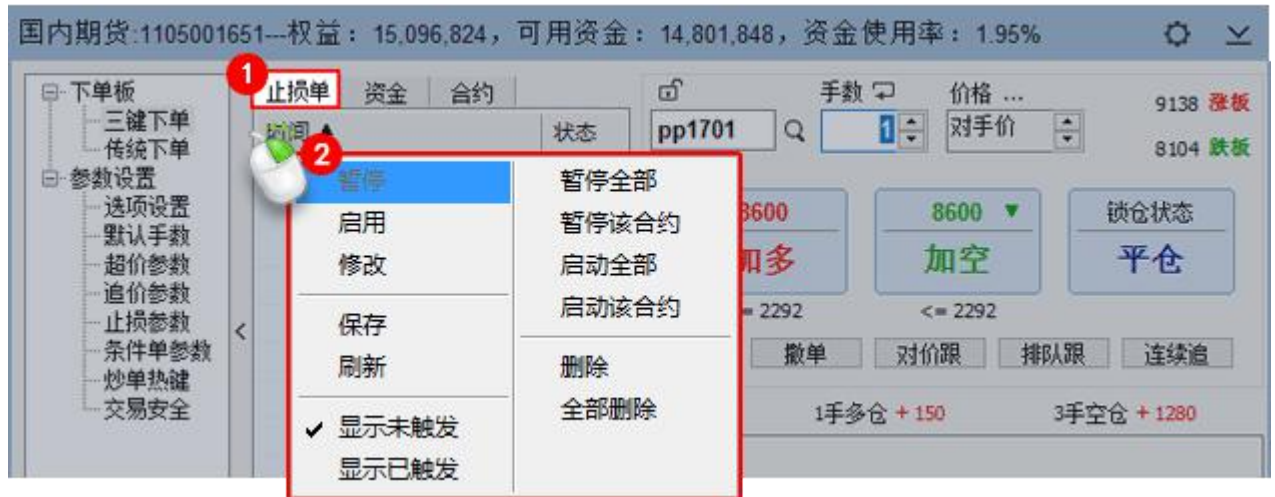 国内期货:1105001651---权益：15,096,824，可用资金：14,801,848，资金使用率：1.95%
下单板
三键下单
传统下单
参数设置
选项设置
默认手数
超价参数
追价参数
止损参数
条件单参数
炒单热键
交易安全
<
1
止损单 资金 合约
时间▲ 状态
2
暂停
启用
修改
保存
刷新
✓ 显示未触发
显示已触发
暂停全部
暂停该合约
启动全部
启动该合约
删除
全部删除
手数 价格 ...
pp1701 1 对手价
9138 涨板
8104 跌板
8600 8600 ▼ 锁仓状态
加多 加空 平仓
= 2292 <= 2292
撤单 对价跟 排队跟 连续追
1手多仓 + 150 3手空仓 + 1280